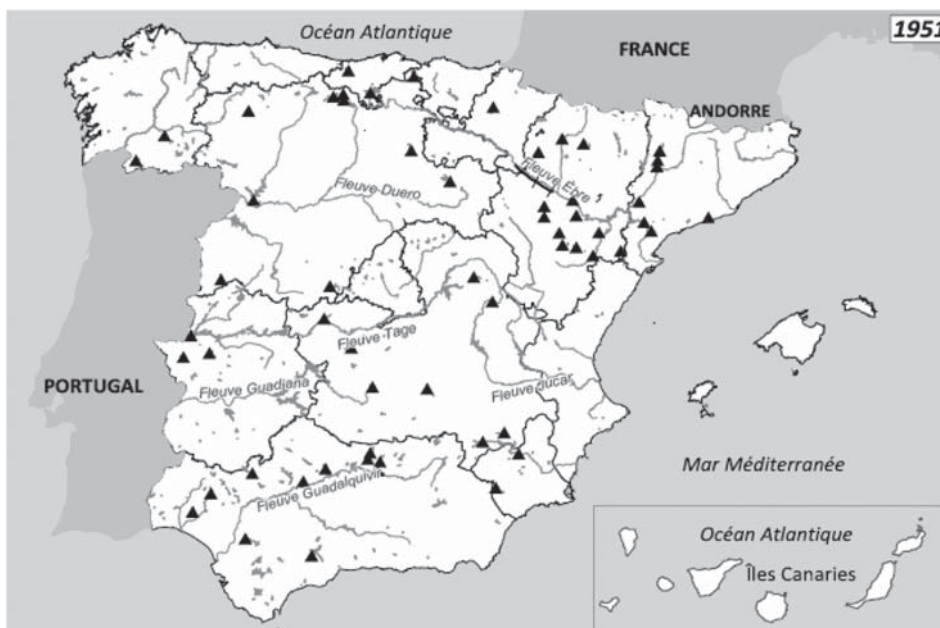 Océan Atlantique
1951
FRANCE
ANDORRE
Fleuve Èbre
Fleuve Duero
Fleuve Tage
PORTUGAL
Fleuve Guadiana
Fleuve Jucar
Mar Méditerranée
Fleuve Guadalquivir
Océan Atlantique
Îles Canaries